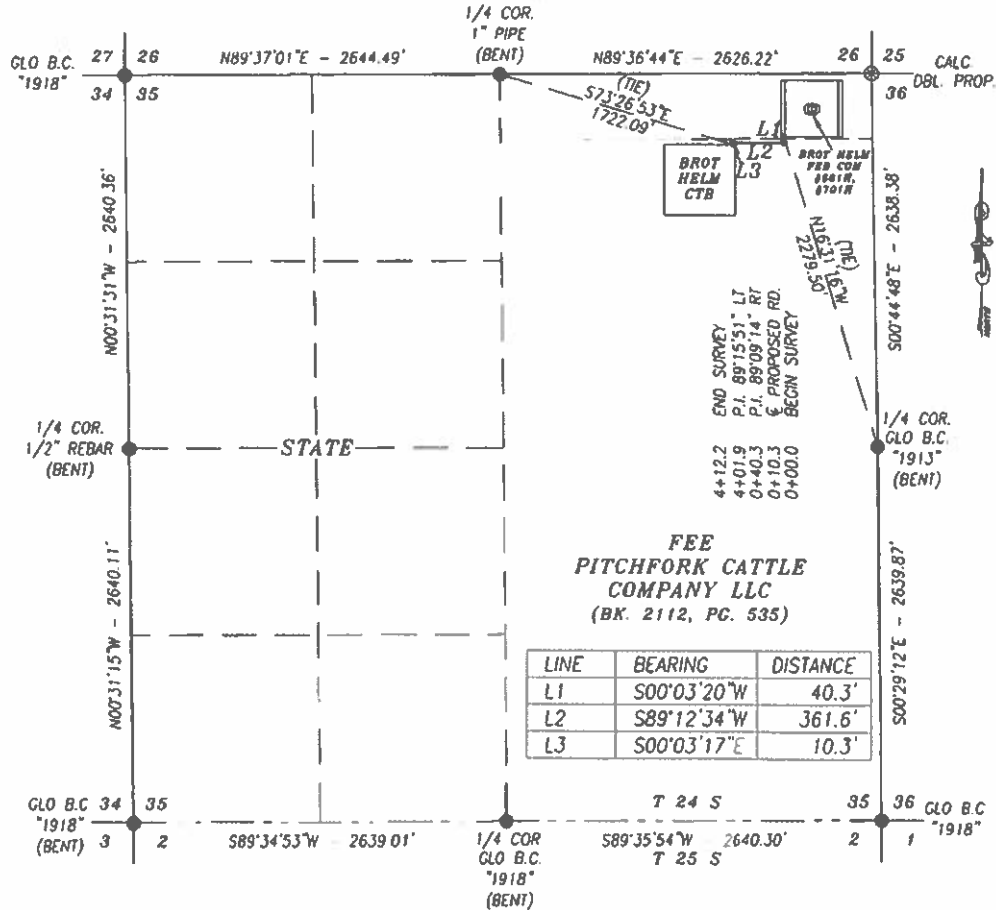 1/4 COR.
1" PIPE
(BENT)
GLO B.C.
"1918"
27 26
34 35
N89°37'01"E - 2644.49'
N89°36'44"E - 2626.22'
26 25
36
CALC.
DBL. PROP.
(TIE)
S73°26'53"E
1722.09'
L1
L2
L3
BROT
HELM
CTB
BROT HELM
FED COM
N00°31'31"W - 2640.36'
S00°44'48"E - 2638.38'
(TIE)
N16°31'16"W
2279.50'
4+12.2 END SURVEY
4+01.9 P.I. 89°15'51" LT
0+40.3 P.I. 89°09'14" RT
0+10.3 ℄ PROPOSED RD.
0+00.0 BEGIN SURVEY
1/4 COR.
1/2" REBAR
(BENT)
STATE
1/4 COR.
GLO B.C.
"1913"
(BENT)
FEE
PITCHFORK CATTLE
COMPANY LLC
(BK. 2112, PG. 535)
N00°31'15"W - 2640.11'
S00°29'12"E - 2639.87'
LINE BEARING DISTANCE
L1 S00°03'20"W 40.3'
L2 S89°12'34"W 361.6'
L3 S00°03'17"E 10.3'
GLO B.C
"1918"
(BENT)
34 35
3 2
S89°34'53"W 2639.01'
1/4 COR
GLO B.C.
"1918"
(BENT)
T 24 S
S89°35'54"W 2640.30'
T 25 S
35 36
2 1
GLO B.C
"1918"